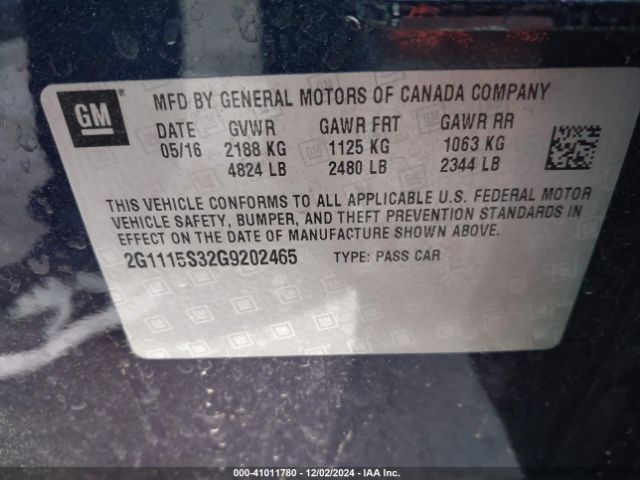 GM
MFD BY GENERAL MOTORS OF CANADA COMPANY
DATE GVWR GAWR FRT GAWR RR
05/16 2188 KG 1125 KG 1063 KG
4824 LB 2480 LB 2344 LB
THIS VEHICLE CONFORMS TO ALL APPLICABLE U.S. FEDERAL MOTOR
VEHICLE SAFETY, BUMPER, AND THEFT PREVENTION STANDARDS IN
EFFECT ON THE DATE OF MANUFACTURE SHOWN ABOVE.
2G1115S32G9202465 TYPE: PASS CAR
000-41011780 - 12/02/2024 - IAA Inc.